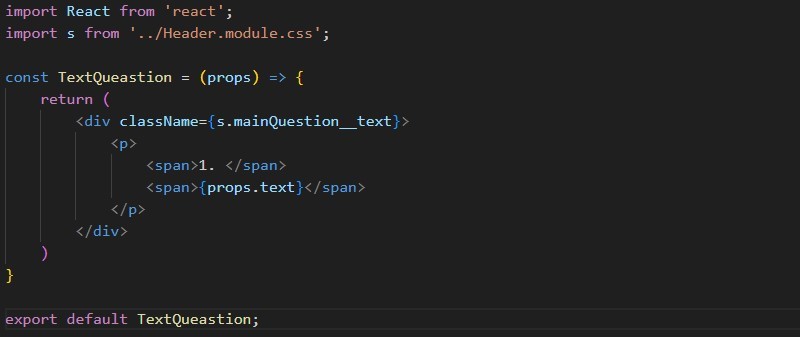 import React from 'react';
import s from '../Header.module.css';

const TextQueastion = (props) => {
    return (
        <div className={s.mainQuestion__text}>
            <p>
                <span>1. </span>
                <span>{props.text}</span>
            </p>
        </div>
    )
}

export default TextQueastion;